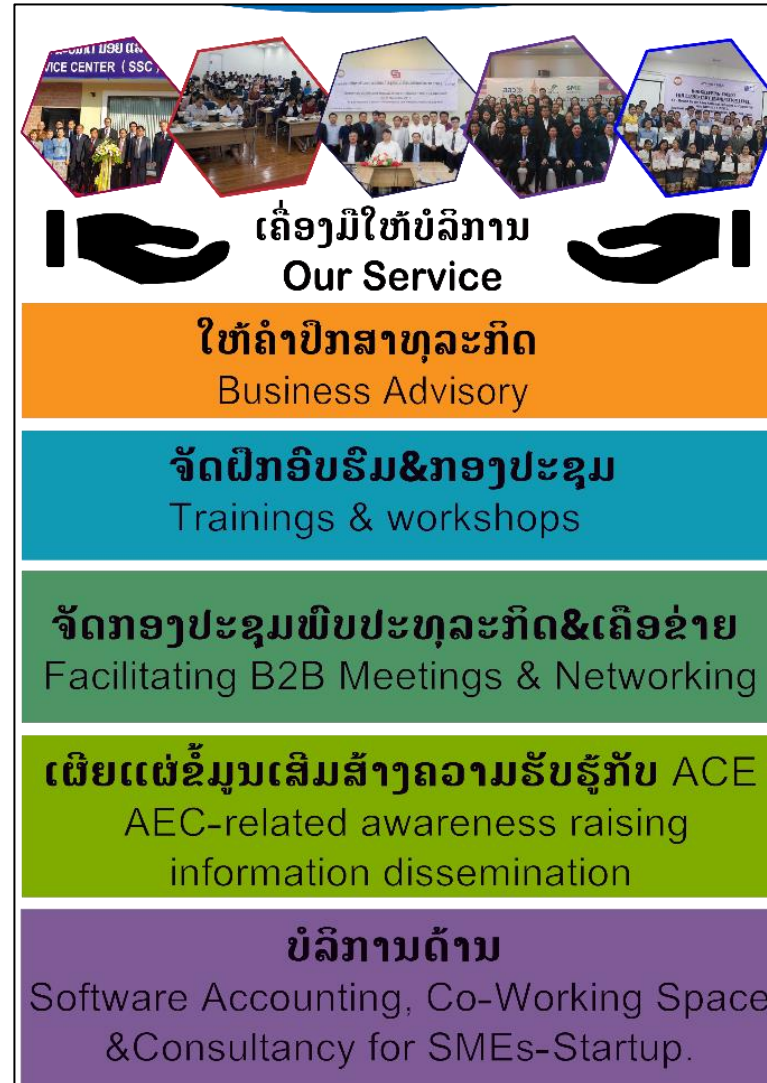 VICE CENTER ( SSC )
ເຄື່ອງມືໃຫ້ບໍລິການ
Our Service
ໃຫ້ຄຳປຶກສາທຸລະກິດ
Business Advisory
ຈັດຝຶກອົບຮົມ&ກອງປະຊຸມ
Trainings & workshops
ຈັດກອງປະຊຸມພົບປະທຸລະກິດ&ເຄືອຂ່າຍ
Facilitating B2B Meetings & Networking
ເຜີຍແຜ່ຂໍ້ມູນເສີມສ້າງຄວາມຮັບຮູ້ກັບ ACE
AEC-related awareness raising
information dissemination
ບໍລິການດ້ານ
Software Accounting, Co-Working Space
&Consultancy for SMEs-Startup.